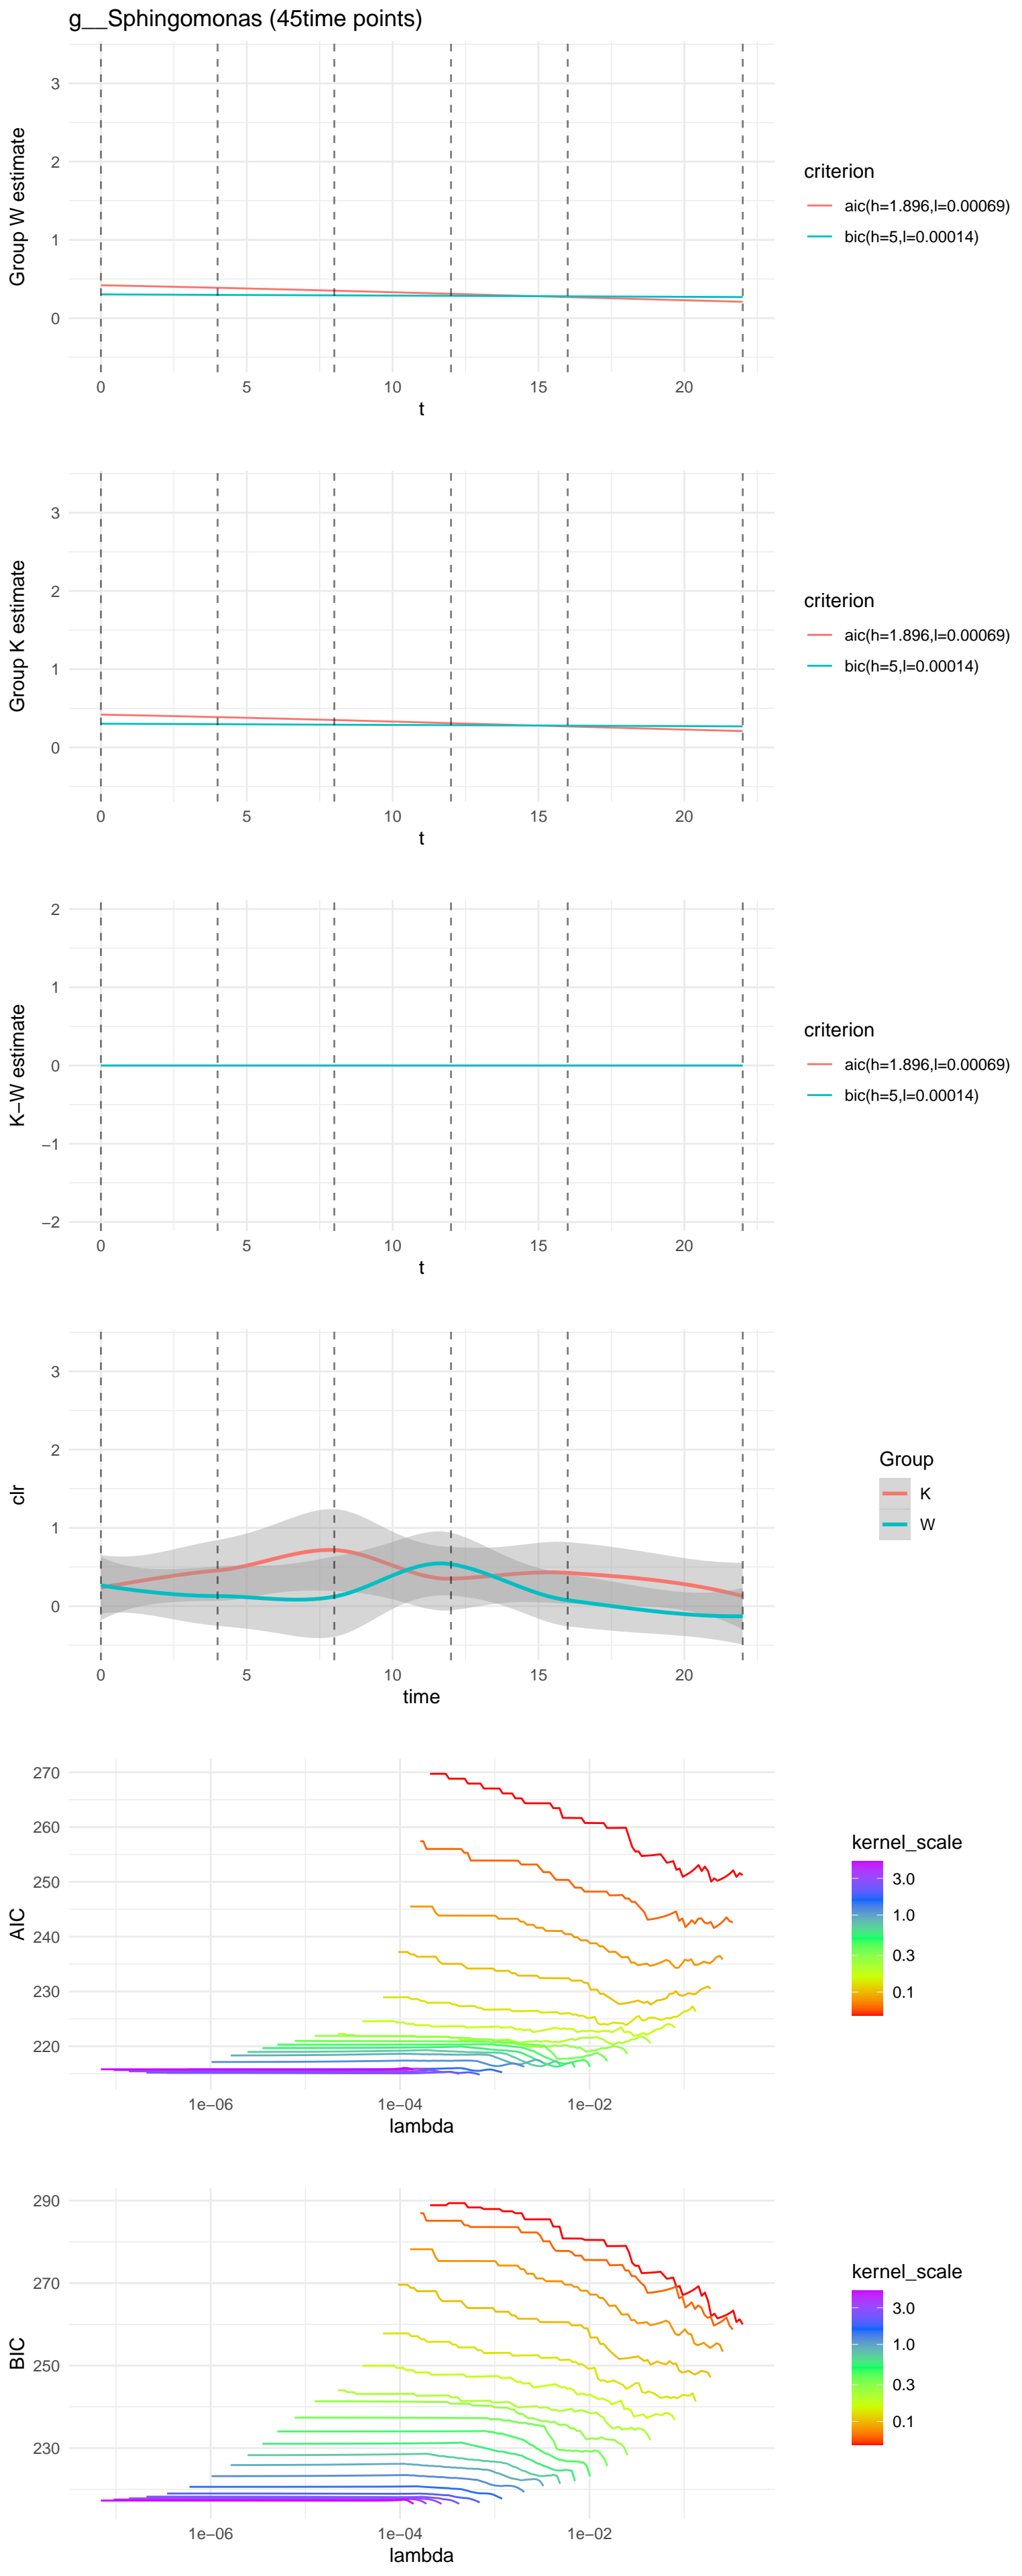 g__Sphingomonas (45time points)
Group W estimate
3
2
1
0
0
5
10
15
20
t
criterion
aic(h=1.896,l=0.00069)
bic(h=5,l=0.00014)
Group K estimate
3
2
1
0
0
5
10
15
20
t
criterion
aic(h=1.896,l=0.00069)
bic(h=5,l=0.00014)
K−W estimate
2
1
0
−1
−2
0
5
10
15
20
t
criterion
aic(h=1.896,l=0.00069)
bic(h=5,l=0.00014)
clr
3
2
1
0
0
5
10
15
20
time
Group
K
W
AIC
270
260
250
240
230
220
1e−06
1e−04
1e−02
lambda
kernel_scale
3.0
1.0
0.3
0.1
BIC
290
270
250
230
1e−06
1e−04
1e−02
lambda
kernel_scale
3.0
1.0
0.3
0.1